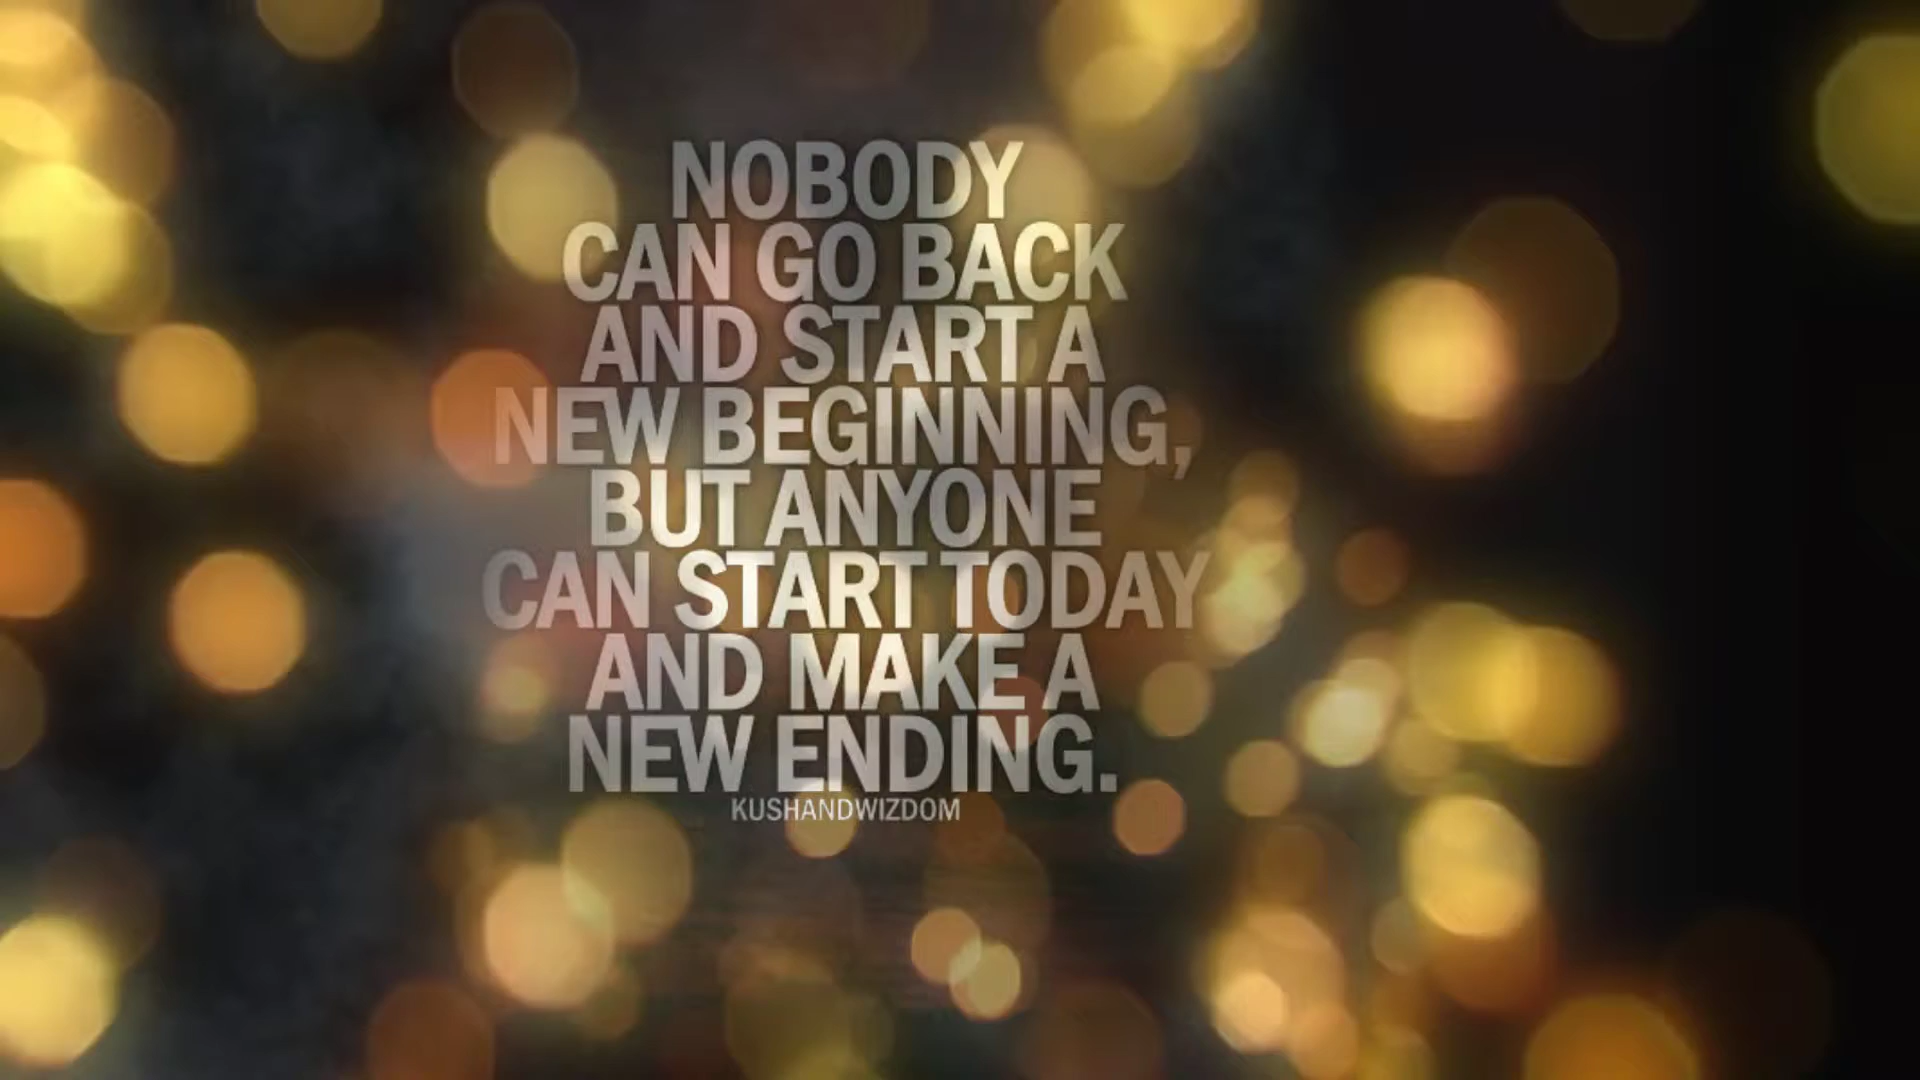 NOBODY
CAN GO BACK
AND START A
NEW BEGINNING,
BUT ANYONE
CAN START TODAY
AND MAKE A
NEW ENDING.
KUSHANDWIZDOM